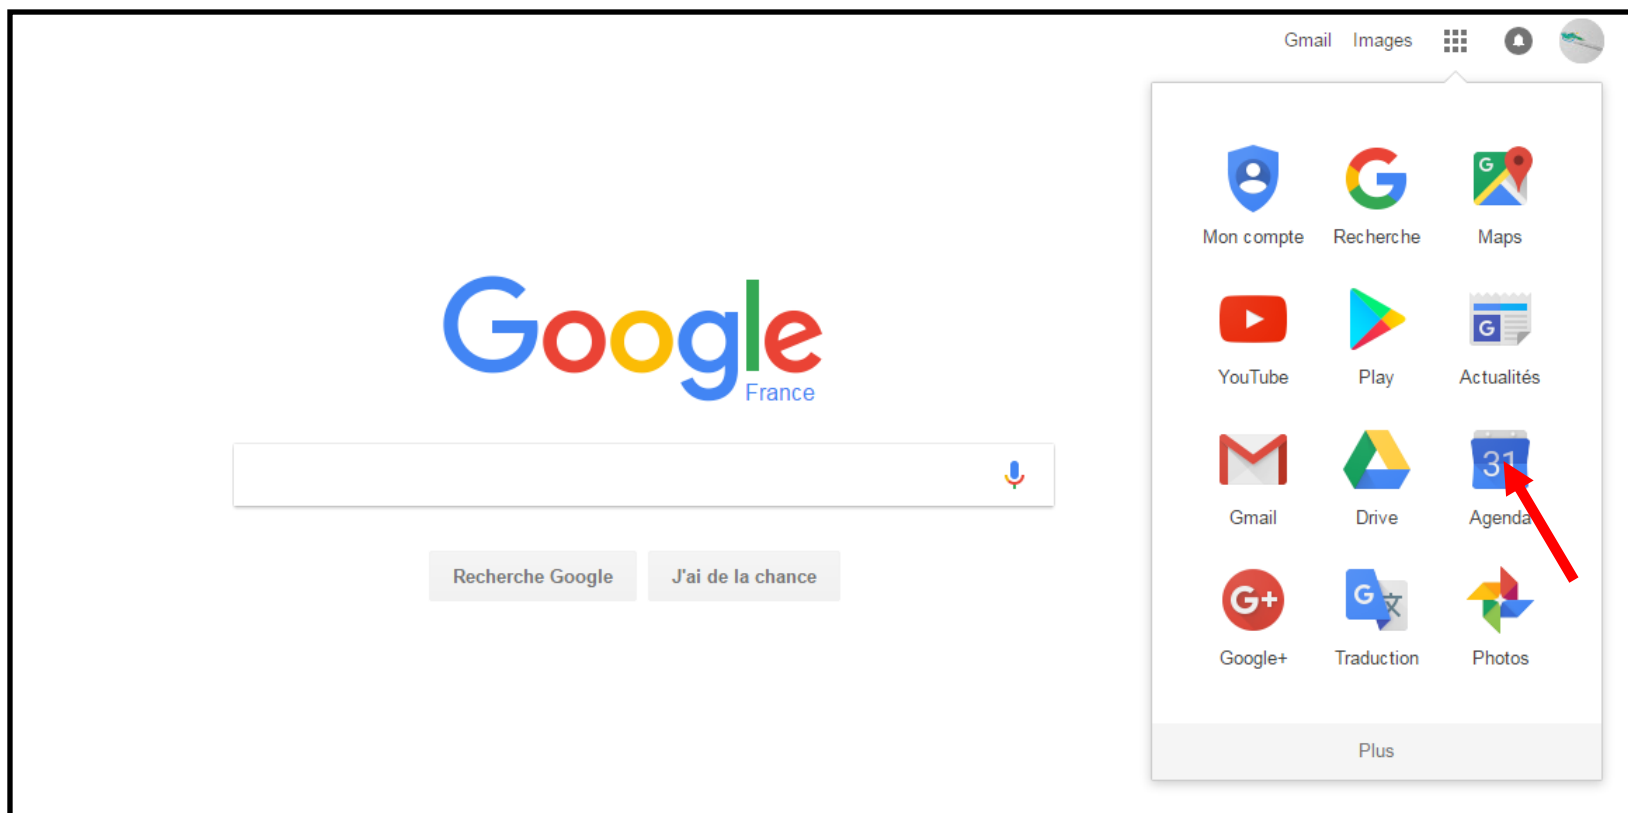 Gmail Images
Google
France
Recherche Google J'ai de la chance
G G
Mon compte Recherche Maps
G
YouTube Play Actualités
31
Gmail Drive Agenda
G+ G 文
Google+ Traduction Photos
Plus